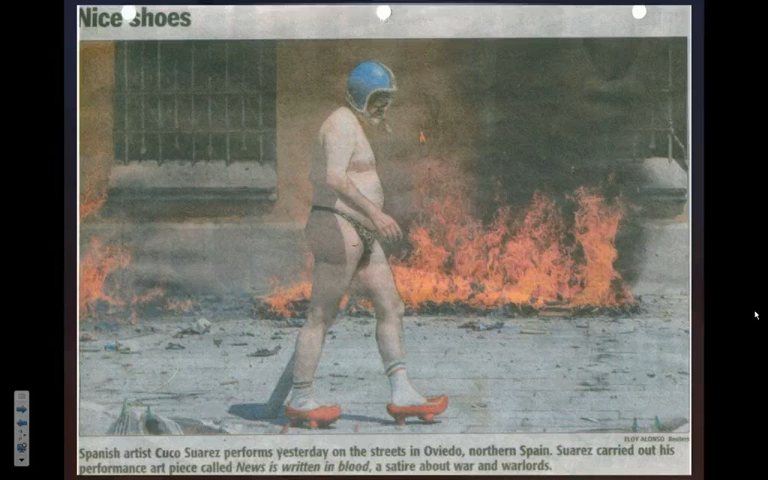 Nice shoes
ELOY ALONSO Reuters
Spanish artist Cuco Suarez performs yesterday on the streets in Oviedo, northern Spain. Suarez carried out his
performance art piece called News is written in blood, a satire about war and warlords.